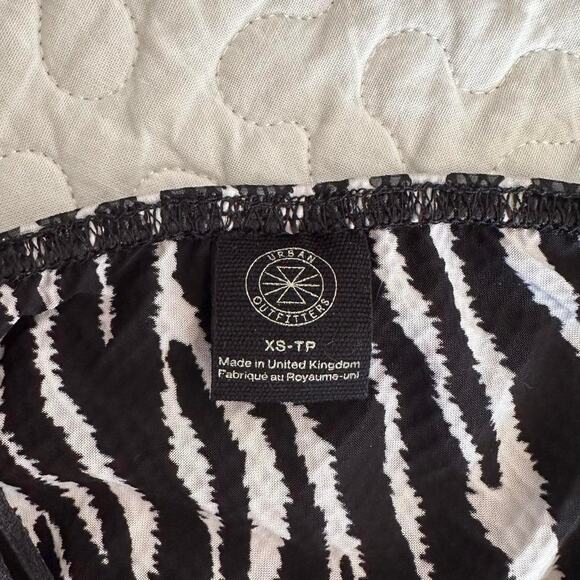 URBAN
OUTFITTERS
XS-TP
Made in United Kingdom
Fabriqué au Royaume-uni